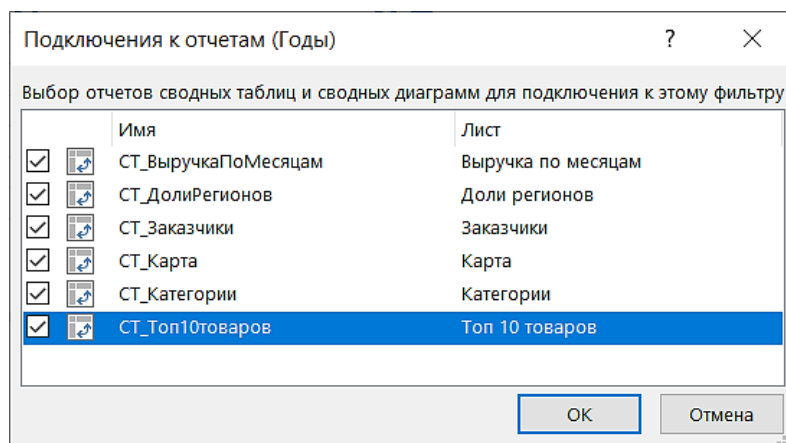 Подключения к отчетам (Годы) ?
Выбор отчетов сводных таблиц и сводных диаграмм для подключения к этому фильтру
Имя Лист
СТ_ВыручкаПоМесяцам Выручка по месяцам
СТ_ДолиРегионов Доли регионов
СТ_Заказчики Заказчики
СТ_Карта Карта
СТ_Категории Категории
СТ_Топ10товаров Топ 10 товаров
ОК Отмена